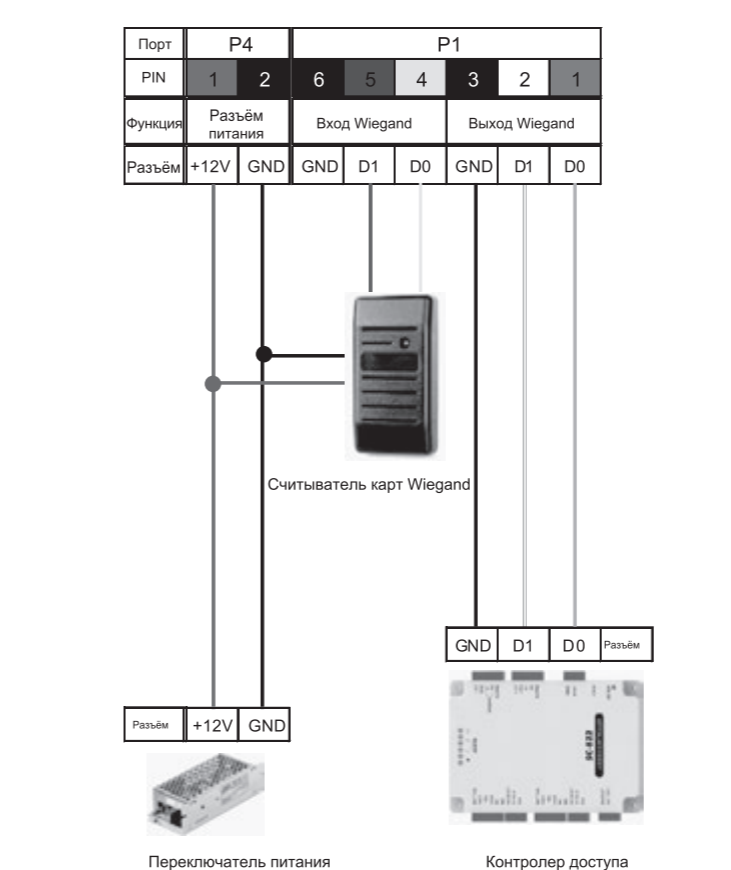 Порт P4 P1
PIN 1 2 6 5 4 3 2 1
Функция Разъём питания Вход Wiegand Выход Wiegand
Разъём +12V GND GND D1 D0 GND D1 D0
Считыватель карт Wiegand
GND D1 D0 Разъём
Разъём +12V GND
Переключатель питания
Контролер доступа